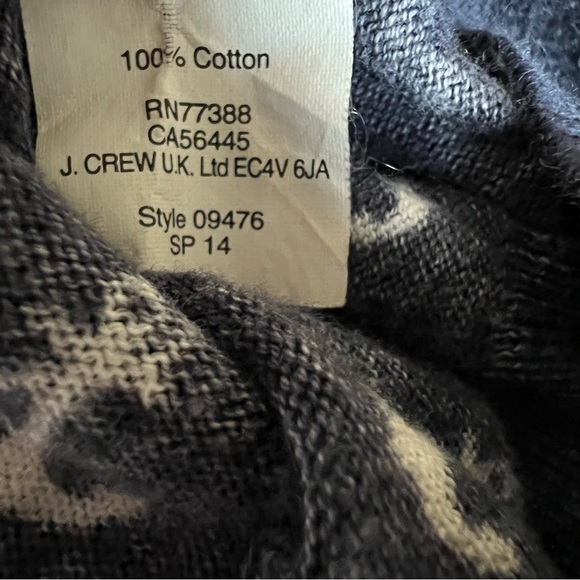 100% Cotton
RN77388
CA56445
J. CREW U.K. Ltd EC4V 6JA
Style 09476
SP 14